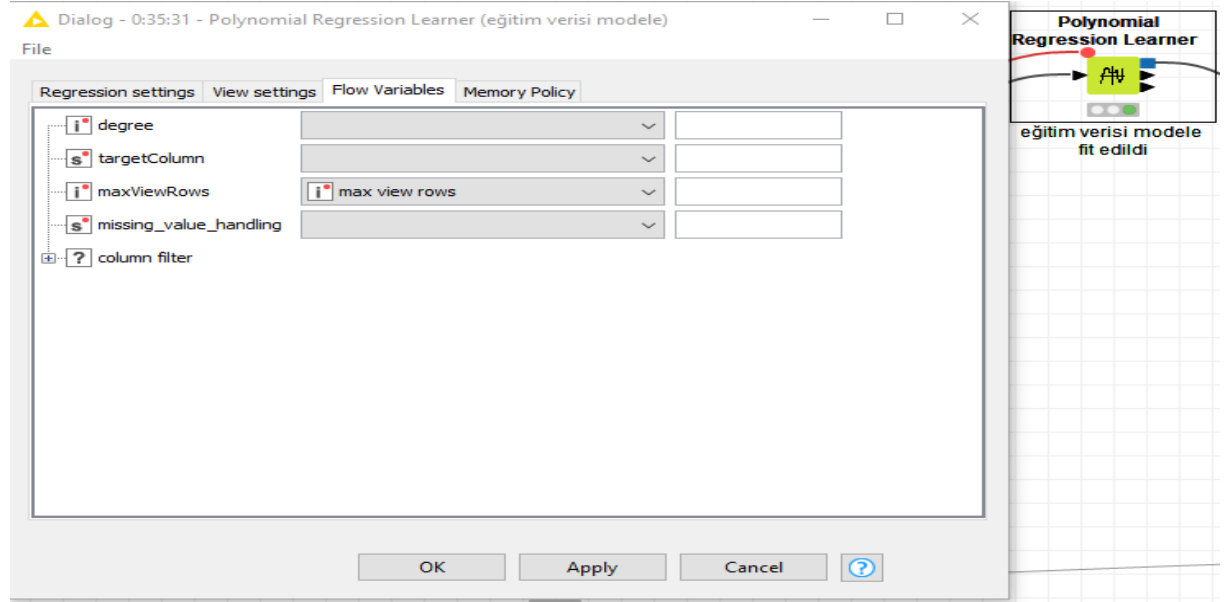 Dialog - 0:35:31 - Polynomial Regression Learner (eğitim verisi modele)
File
Regression settings View settings Flow Variables Memory Policy
i degree
s targetColumn
i maxViewRows i max view rows
s missing_value_handling
? column filter
OK Apply Cancel ?
Polynomial
Regression Learner
eğitim verisi modele
fit edildi